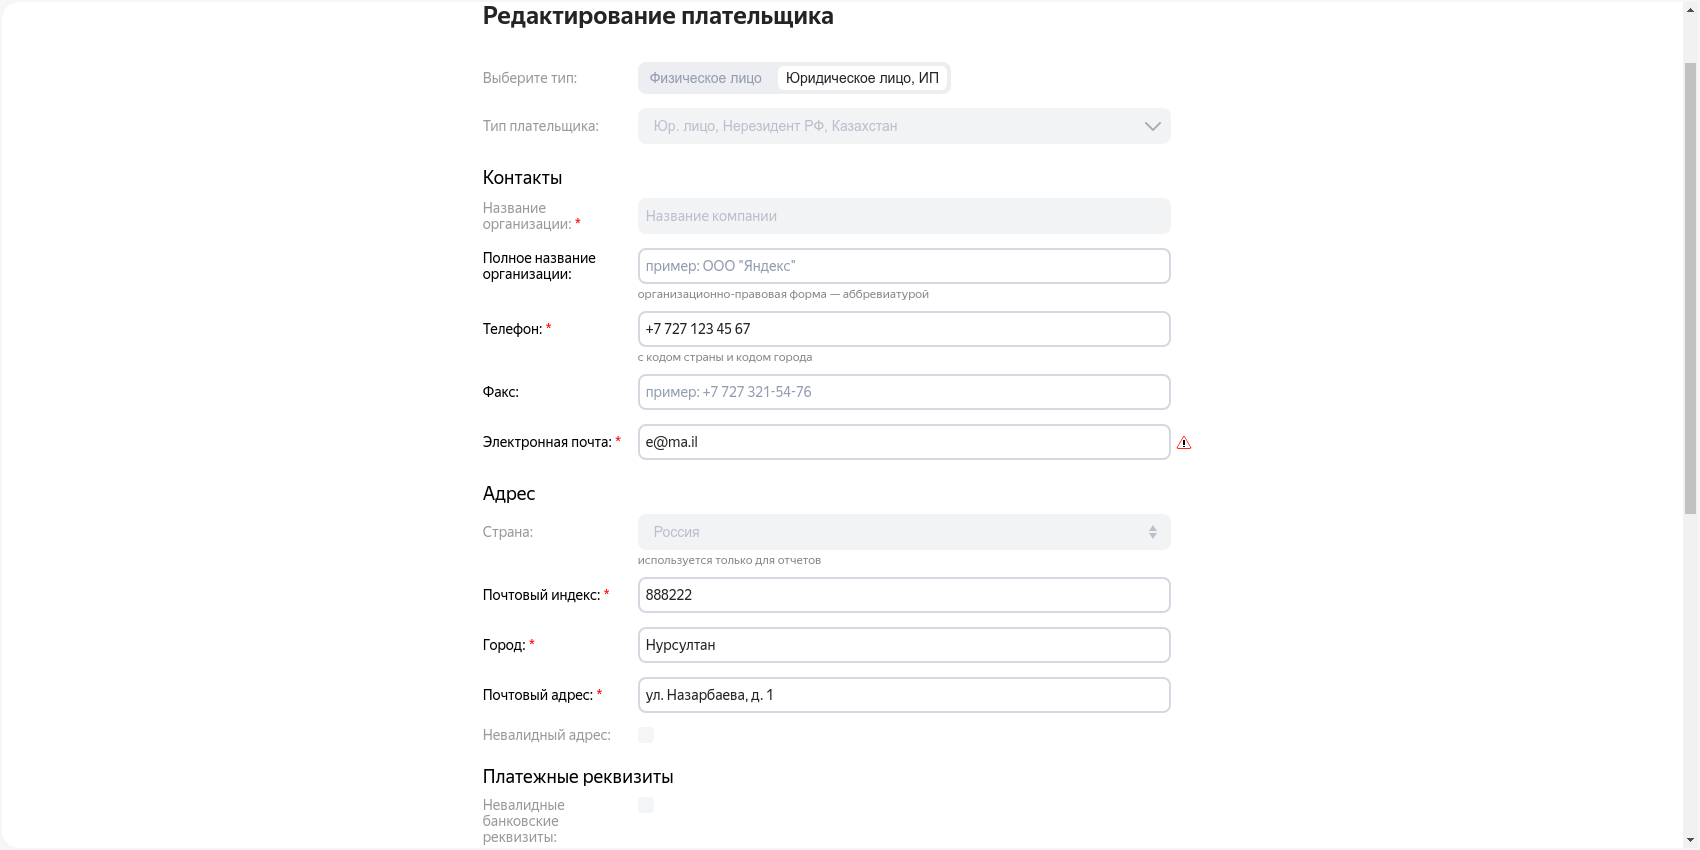 Редактирование плательщика
Выберите тип: Физическое лицо Юридическое лицо, ИП
Тип плательщика: Юр. лицо, Нерезидент РФ, Казахстан
Контакты
Название
организации: * Название компании
Полное название
организации: пример: ООО "Яндекс"
организационно-правовая форма — аббревиатурой
Телефон: * +7 727 123 45 67
с кодом страны и кодом города
Факс: пример: +7 727 321-54-76
Электронная почта: * e@ma.il
Адрес
Страна: Россия
используется только для отчетов
Почтовый индекс: * 888222
Город: * Нурсултан
Почтовый адрес: * ул. Назарбаева, д. 1
Невалидный адрес:
Платежные реквизиты
Невалидные
банковские
реквизиты: